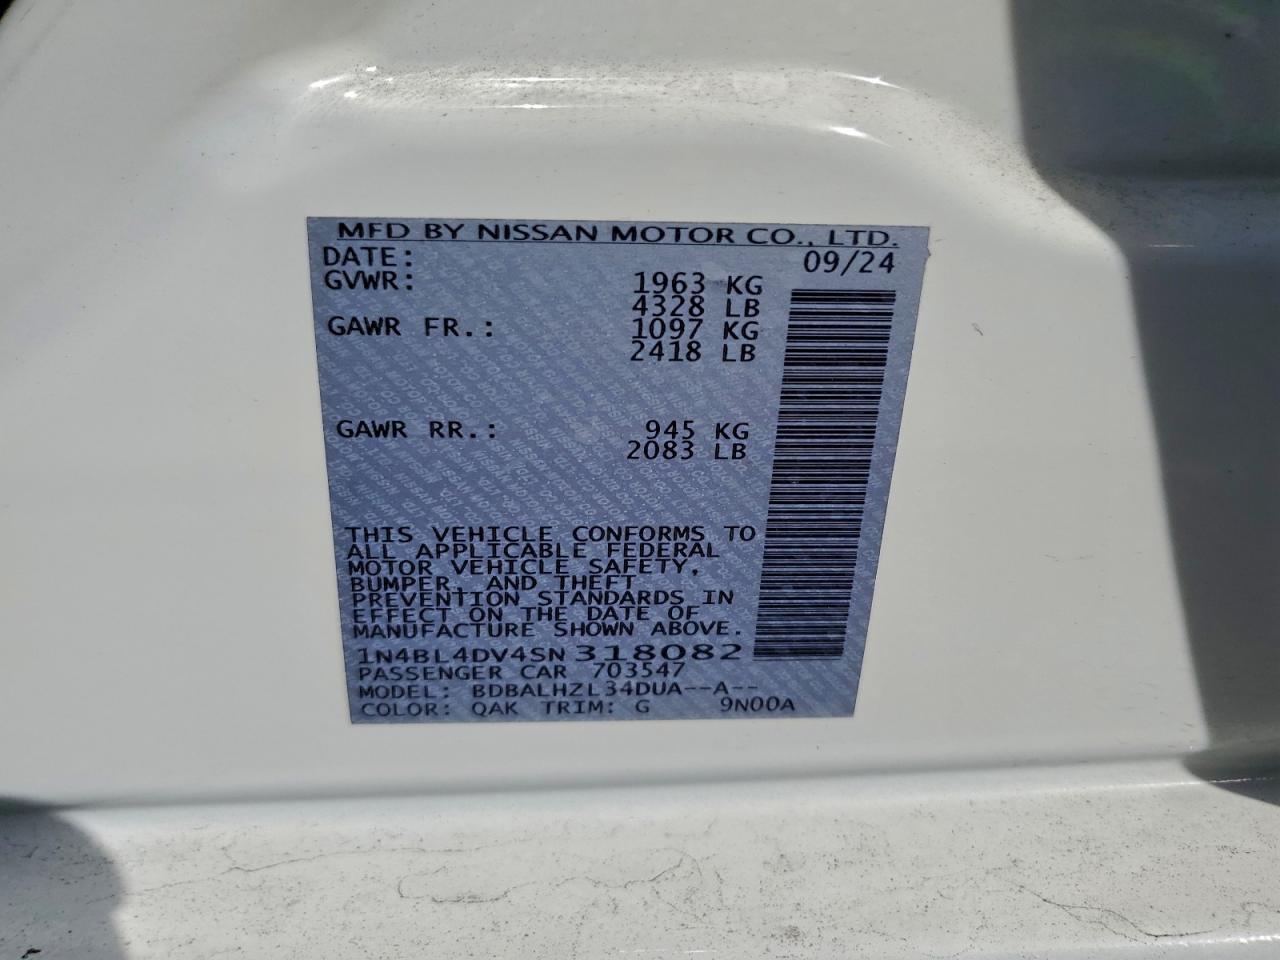 MFD BY NISSAN MOTOR CO., LTD.
DATE: 09/24
GVWR: 1963 KG
4328 LB
GAWR FR.: 1097 KG
2418 LB
GAWR RR.: 945 KG
2083 LB
THIS VEHICLE CONFORMS TO
ALL APPLICABLE FEDERAL
MOTOR VEHICLE SAFETY,
BUMPER, AND THEFT
PREVENTION STANDARDS IN
EFFECT ON THE DATE OF
MANUFACTURE SHOWN ABOVE.
1N4BL4DV4SN318082
PASSENGER CAR 703547
MODEL: BDBALHZL34DUA--A--
COLOR: QAK TRIM: G 9N00A